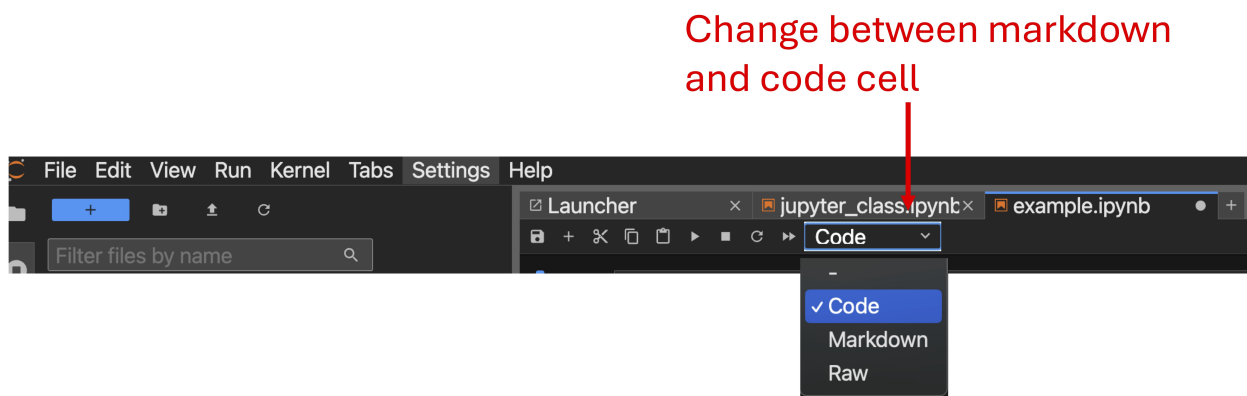 Change between markdown
and code cell
File Edit View Run Kernel Tabs Settings Help
Launcher jupyter_class.ipynb example.ipynb
Filter files by name
Code
-
Code
Markdown
Raw